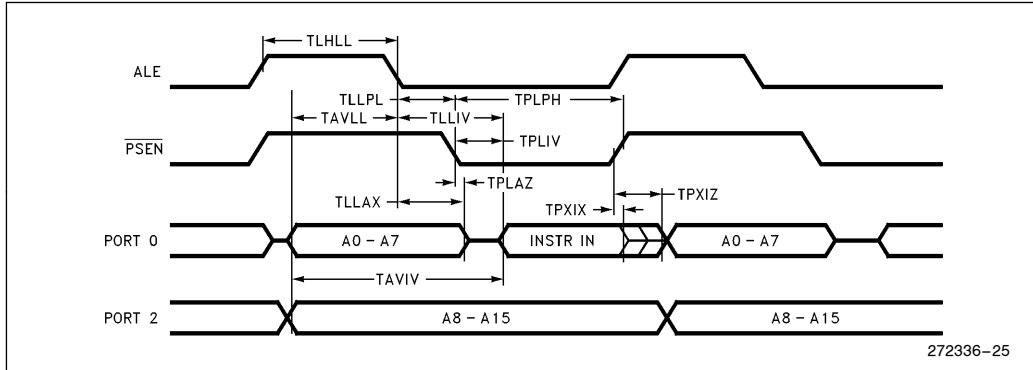 TLHLL
ALE
TLLPL TPLPH
TAVLL TLLIV
PSEN TPLIV
TPLAZ
TLLAX TPXIX TPXIZ
PORT 0 A0 – A7 INSTR IN A0 – A7
TAVIV
PORT 2 A8 – A15 A8 – A15
272336–25